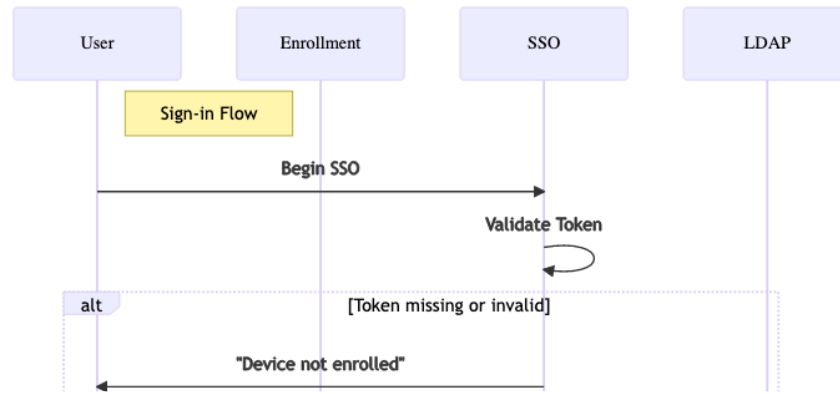 User
Enrollment
SSO
LDAP
Sign-in Flow
Begin SSO
Validate Token
alt
[Token missing or invalid]
"Device not enrolled"